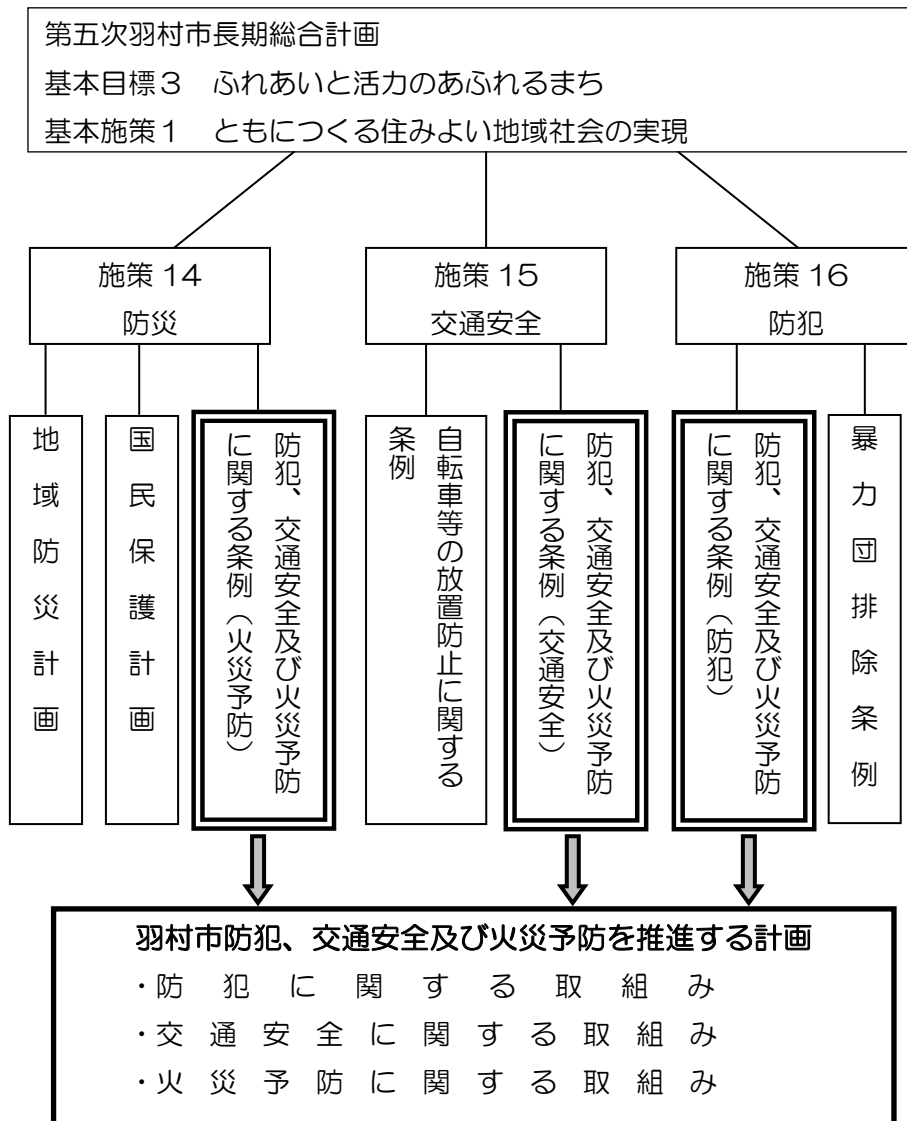 第五次羽村市長期総合計画
基本目標３　ふれあいと活力のあふれるまち
基本施策１　ともにつくる住みよい地域社会の実現
施策 14
防災
施策 15
交通安全
施策 16
防犯
地域防災計画
国民保護計画
防犯、交通安全及び火災予防
に関する条例（火災予防）
自転車等の放置防止に関する
条例
防犯、交通安全及び火災予防
に関する条例（交通安全）
防犯、交通安全及び火災予防
に関する条例（防犯）
暴力団排除条例
羽村市防犯、交通安全及び火災予防を推進する計画
・防犯に関する取組み
・交通安全に関する取組み
・火災予防に関する取組み